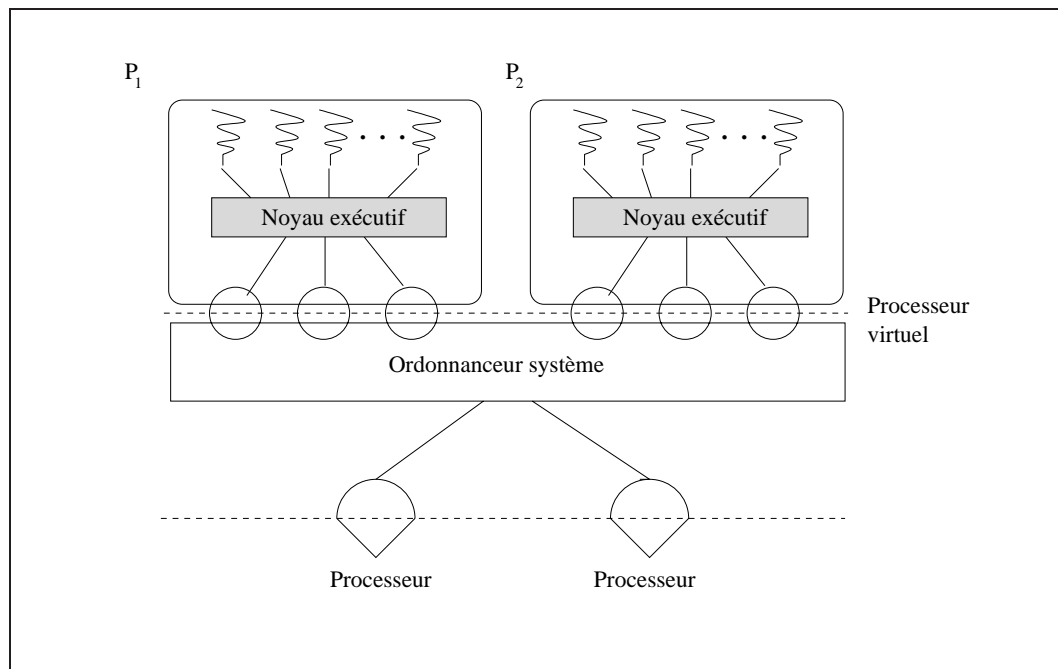 P1
P2
Noyau exécutif
Noyau exécutif
Processeur
virtuel
Ordonnanceur système
Processeur
Processeur